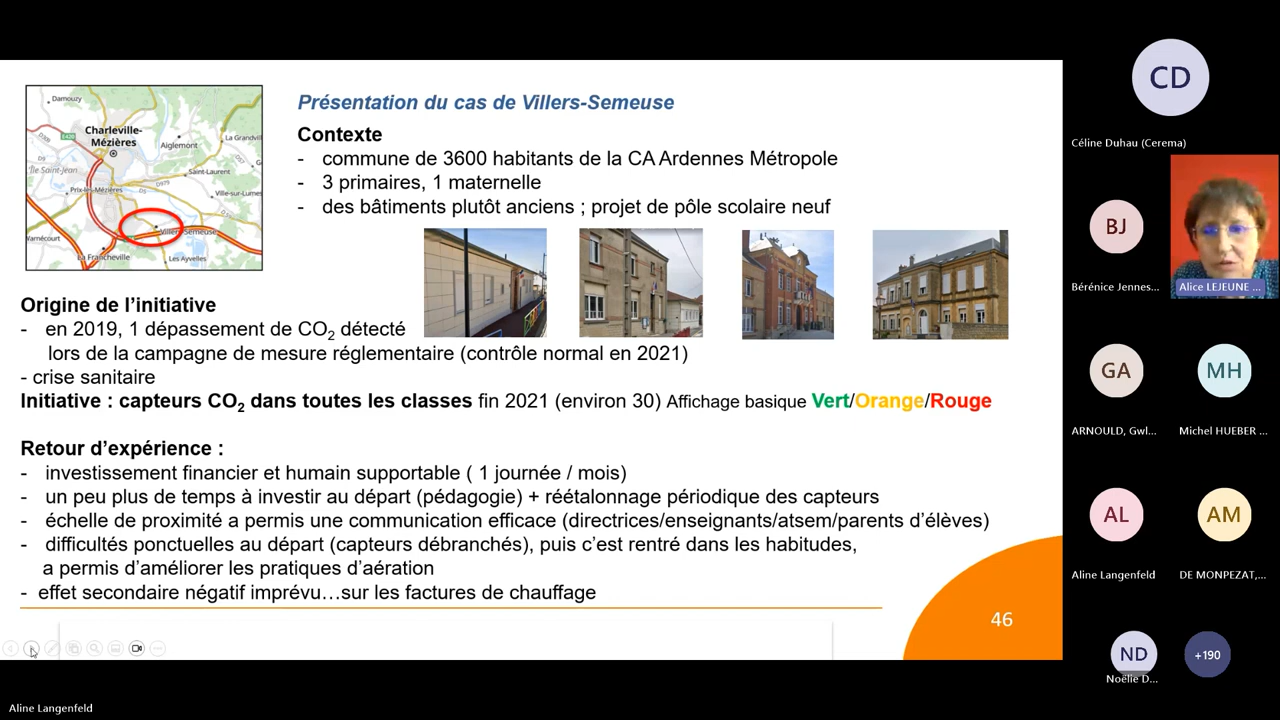 Présentation du cas de Villers-Semeuse
Contexte
- commune de 3600 habitants de la CA Ardennes Métropole
- 3 primaires, 1 maternelle
- des bâtiments plutôt anciens ; projet de pôle scolaire neuf
Damouzy
Charleville-
Mézières
La Grandvill
Aiglemont
D309
E420
D5
Île Saint-Jean
Saint-Laurent
D979
D5
Prix-lès-Mézières
Ville-sur-Lumes
Warnécourt
Villers-Semeuse
La Francheville
Les Ayvelles
Origine de l'initiative
- en 2019, 1 dépassement de CO2 détecté
lors de la campagne de mesure réglementaire (contrôle normal en 2021)
- crise sanitaire
Initiative : capteurs CO2 dans toutes les classes fin 2021 (environ 30) Affichage basique Vert/Orange/Rouge
Retour d'expérience :
- investissement financier et humain supportable ( 1 journée / mois)
- un peu plus de temps à investir au départ (pédagogie) + réétalonnage périodique des capteurs
- échelle de proximité a permis une communication efficace (directrices/enseignants/atsem/parents d'élèves)
- difficultés ponctuelles au départ (capteurs débranchés), puis c'est rentré dans les habitudes,
a permis d'améliorer les pratiques d'aération
- effet secondaire négatif imprévu…sur les factures de chauffage
46
CD
Céline Duhau (Cerema)
BJ
Bérénice Jennes...
Alice LEJEUNE ...
GA
ARNOULD, Gwl...
MH
Michel HUEBER ...
AL
Aline Langenfeld
AM
DE MONPEZAT,...
ND
Noëlie D...
+190
Aline Langenfeld